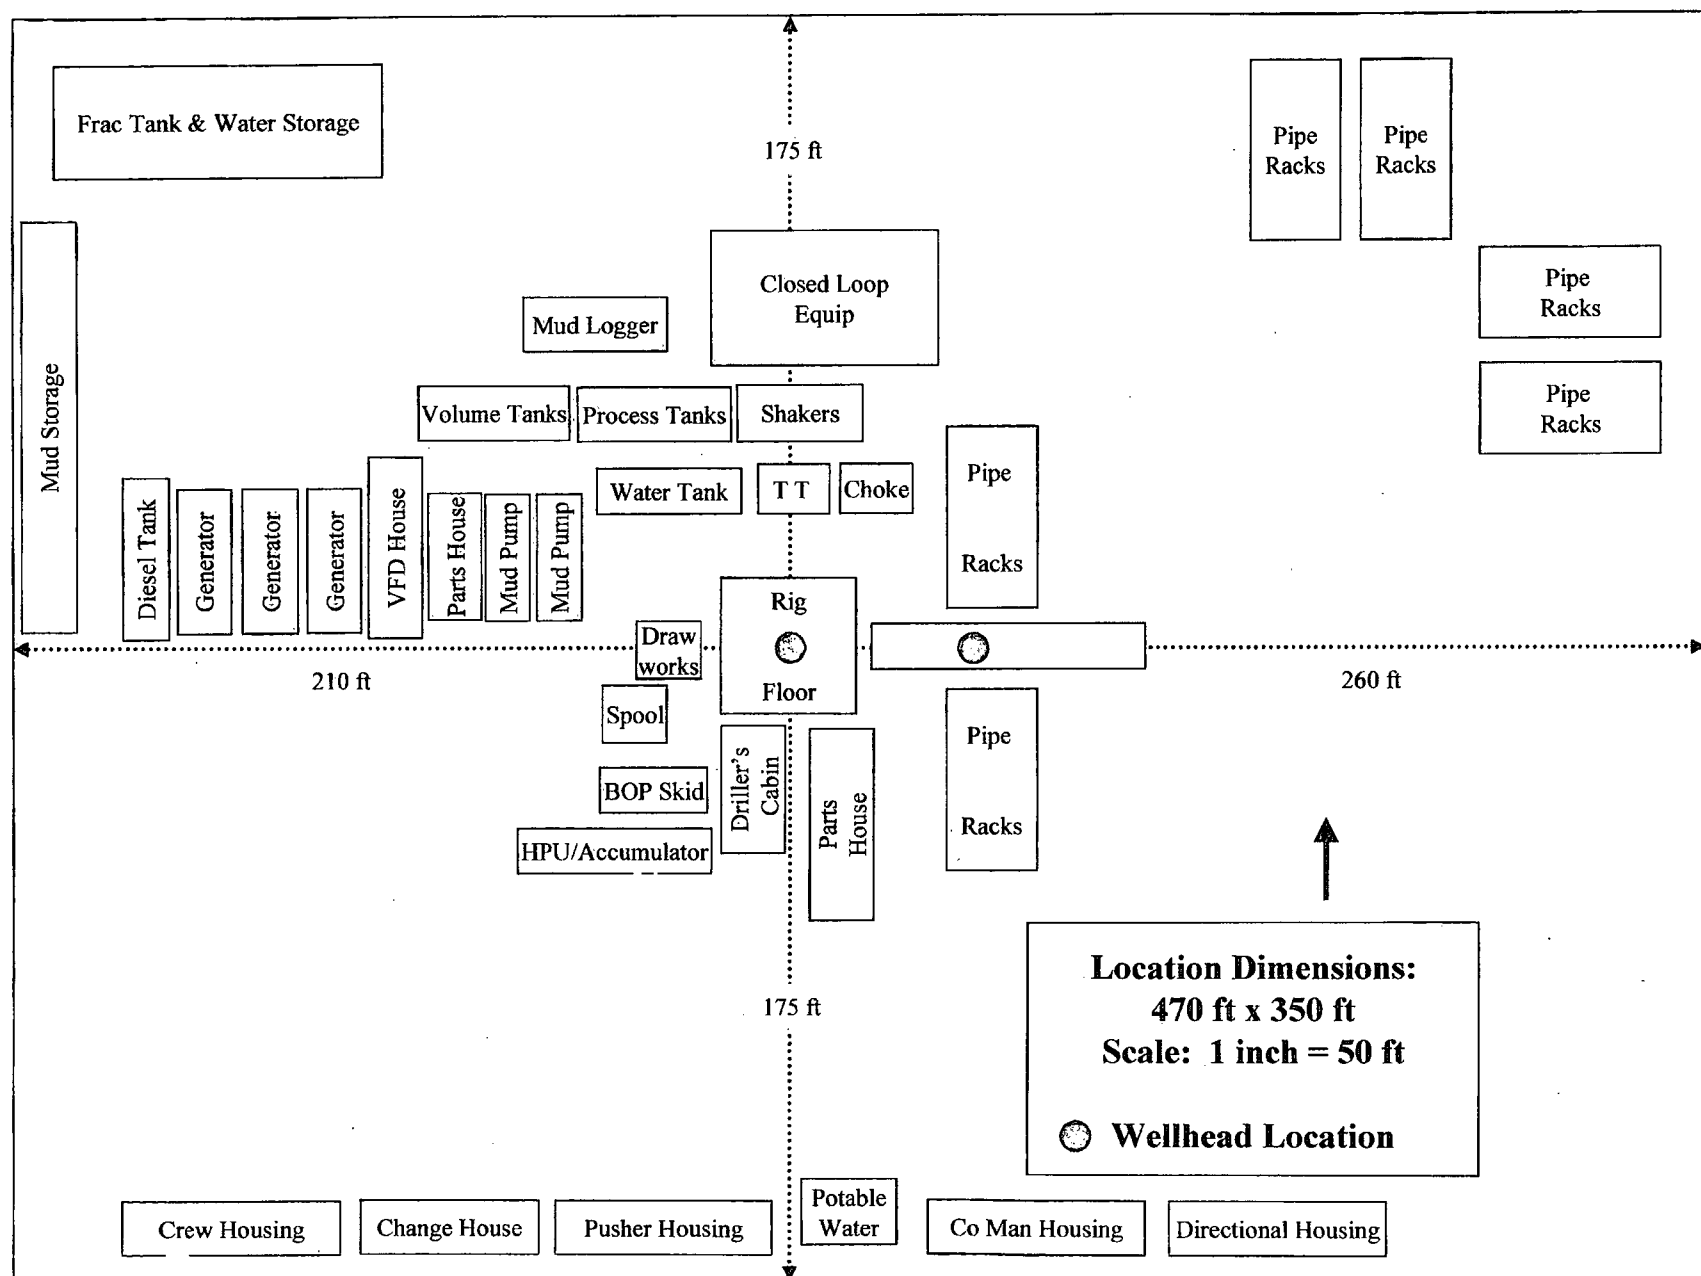 Frac Tank & Water Storage
175 ft
Pipe
Racks
Pipe
Racks
Closed Loop
Equip
Pipe
Racks
Mud Logger
Mud Storage
Volume Tanks
Process Tanks
Shakers
Pipe
Racks
Pipe
Racks
Water Tank
T T
Choke
Diesel Tank
Generator
Generator
Generator
VFD House
Parts House
Mud Pump
Mud Pump
Rig
Floor
Draw
works
210 ft
260 ft
Spool
Pipe
Racks
Driller's
Cabin
Parts
House
BOP Skid
HPU/Accumulator
Location Dimensions:
470 ft x 350 ft
Scale: 1 inch = 50 ft
Wellhead Location
175 ft
Crew Housing
Change House
Pusher Housing
Potable
Water
Co Man Housing
Directional Housing